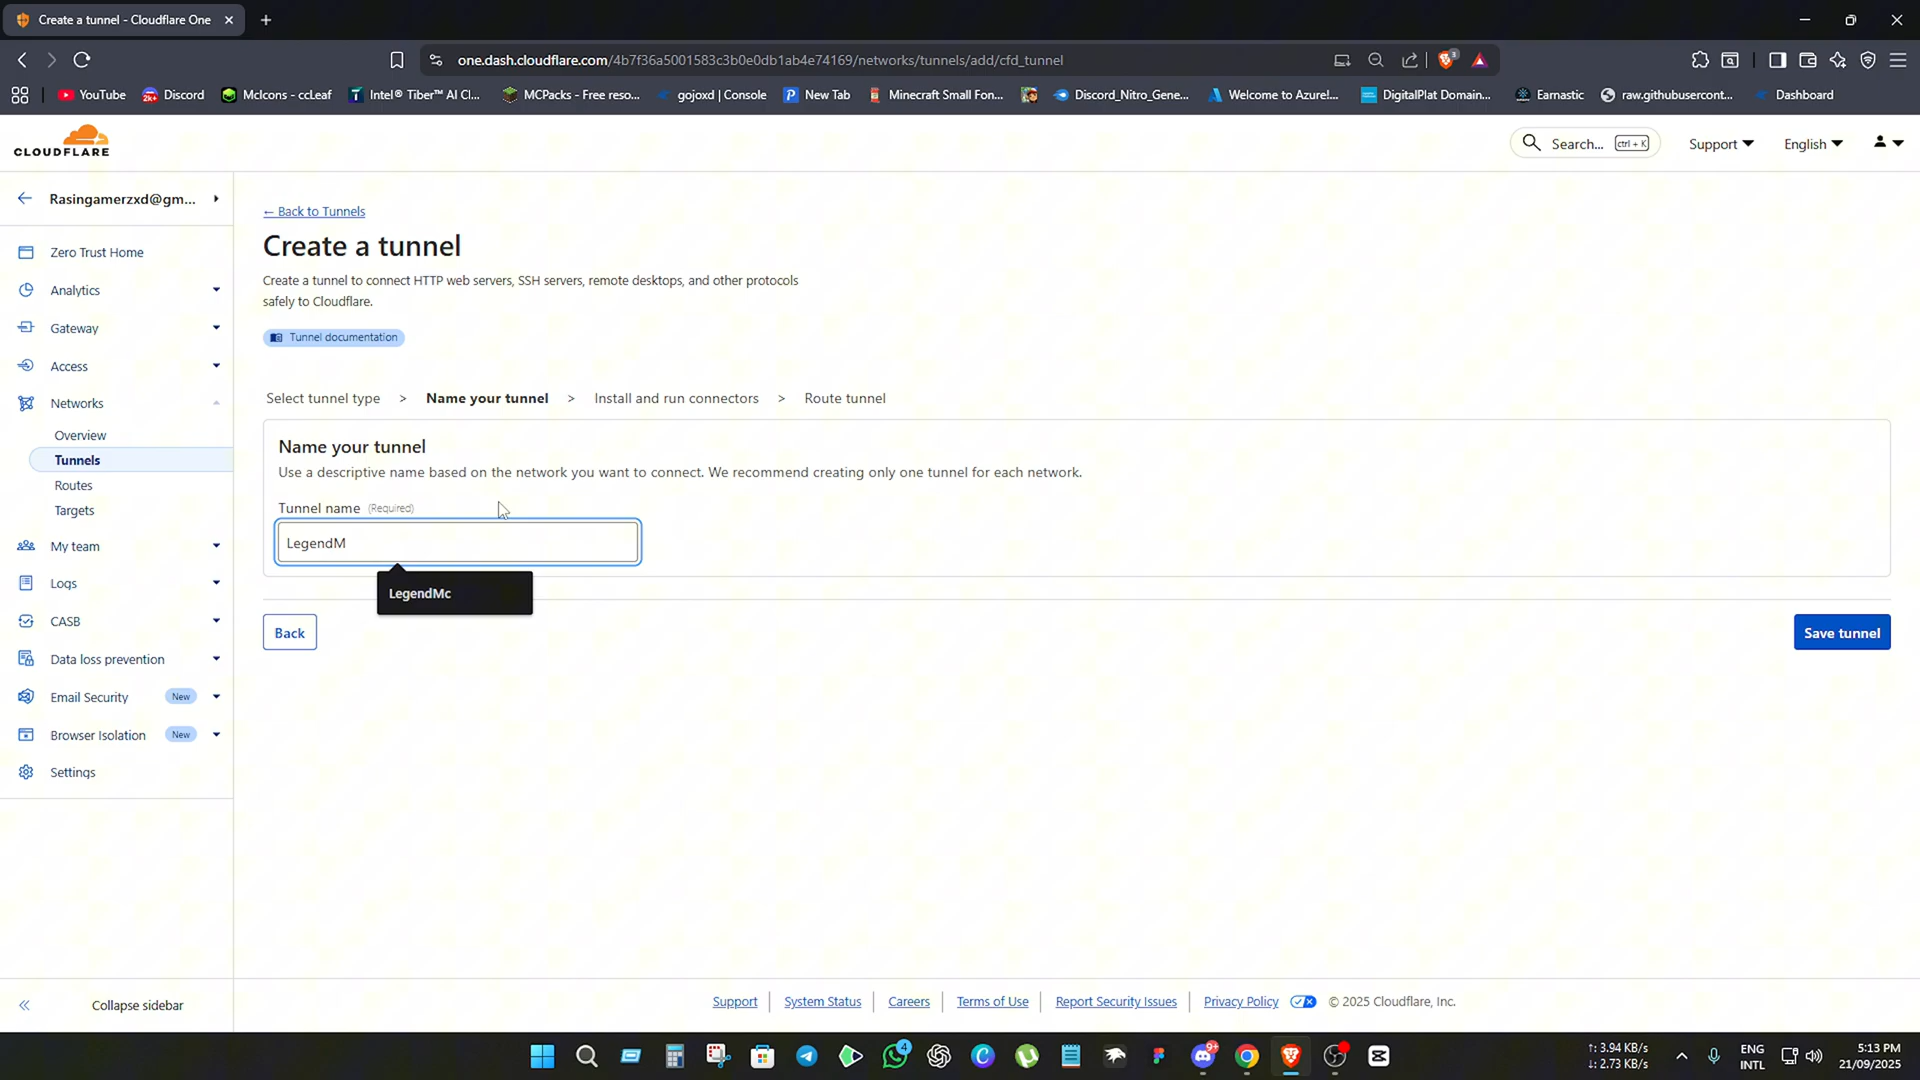 Create a tunnel - Cloudflare One
one.dash.cloudflare.com/4b7f36a5001583c3b0e0db1ab4e74169/networks/tunnels/add/cfd_tunnel
3
YouTube
2k+
Discord
McIcons - ccLeaf
Intel® Tiber™ AI Cl...
MCPacks - Free reso...
gojoxd | Console
New Tab
Minecraft Small Fon...
Discord_Nitro_Gene...
Welcome to Azure!...
DigitalPlat Domain...
Earnastic
raw.githubusercont...
Dashboard
CLOUDFLARE
Search...
ctrl + K
Support
English
Rasingamerzxd@gm...
Zero Trust Home
Analytics
Gateway
Access
Networks
Overview
Tunnels
Routes
Targets
My team
Logs
CASB
Data loss prevention
Email Security
New
Browser Isolation
New
Settings
Collapse sidebar
← Back to Tunnels
Create a tunnel
Create a tunnel to connect HTTP web servers, SSH servers, remote desktops, and other protocols
safely to Cloudflare.
Tunnel documentation
Select tunnel type > Name your tunnel > Install and run connectors > Route tunnel
Name your tunnel
Use a descriptive name based on the network you want to connect. We recommend creating only one tunnel for each network.
Tunnel name (Required)
LegendM
LegendMc
Back
Save tunnel
Support
System Status
Careers
Terms of Use
Report Security Issues
Privacy Policy
© 2025 Cloudflare, Inc.
4
9+
↑: 3.94 KB/s
↓: 2.73 KB/s
ENG
INTL
5:13 PM
21/09/2025